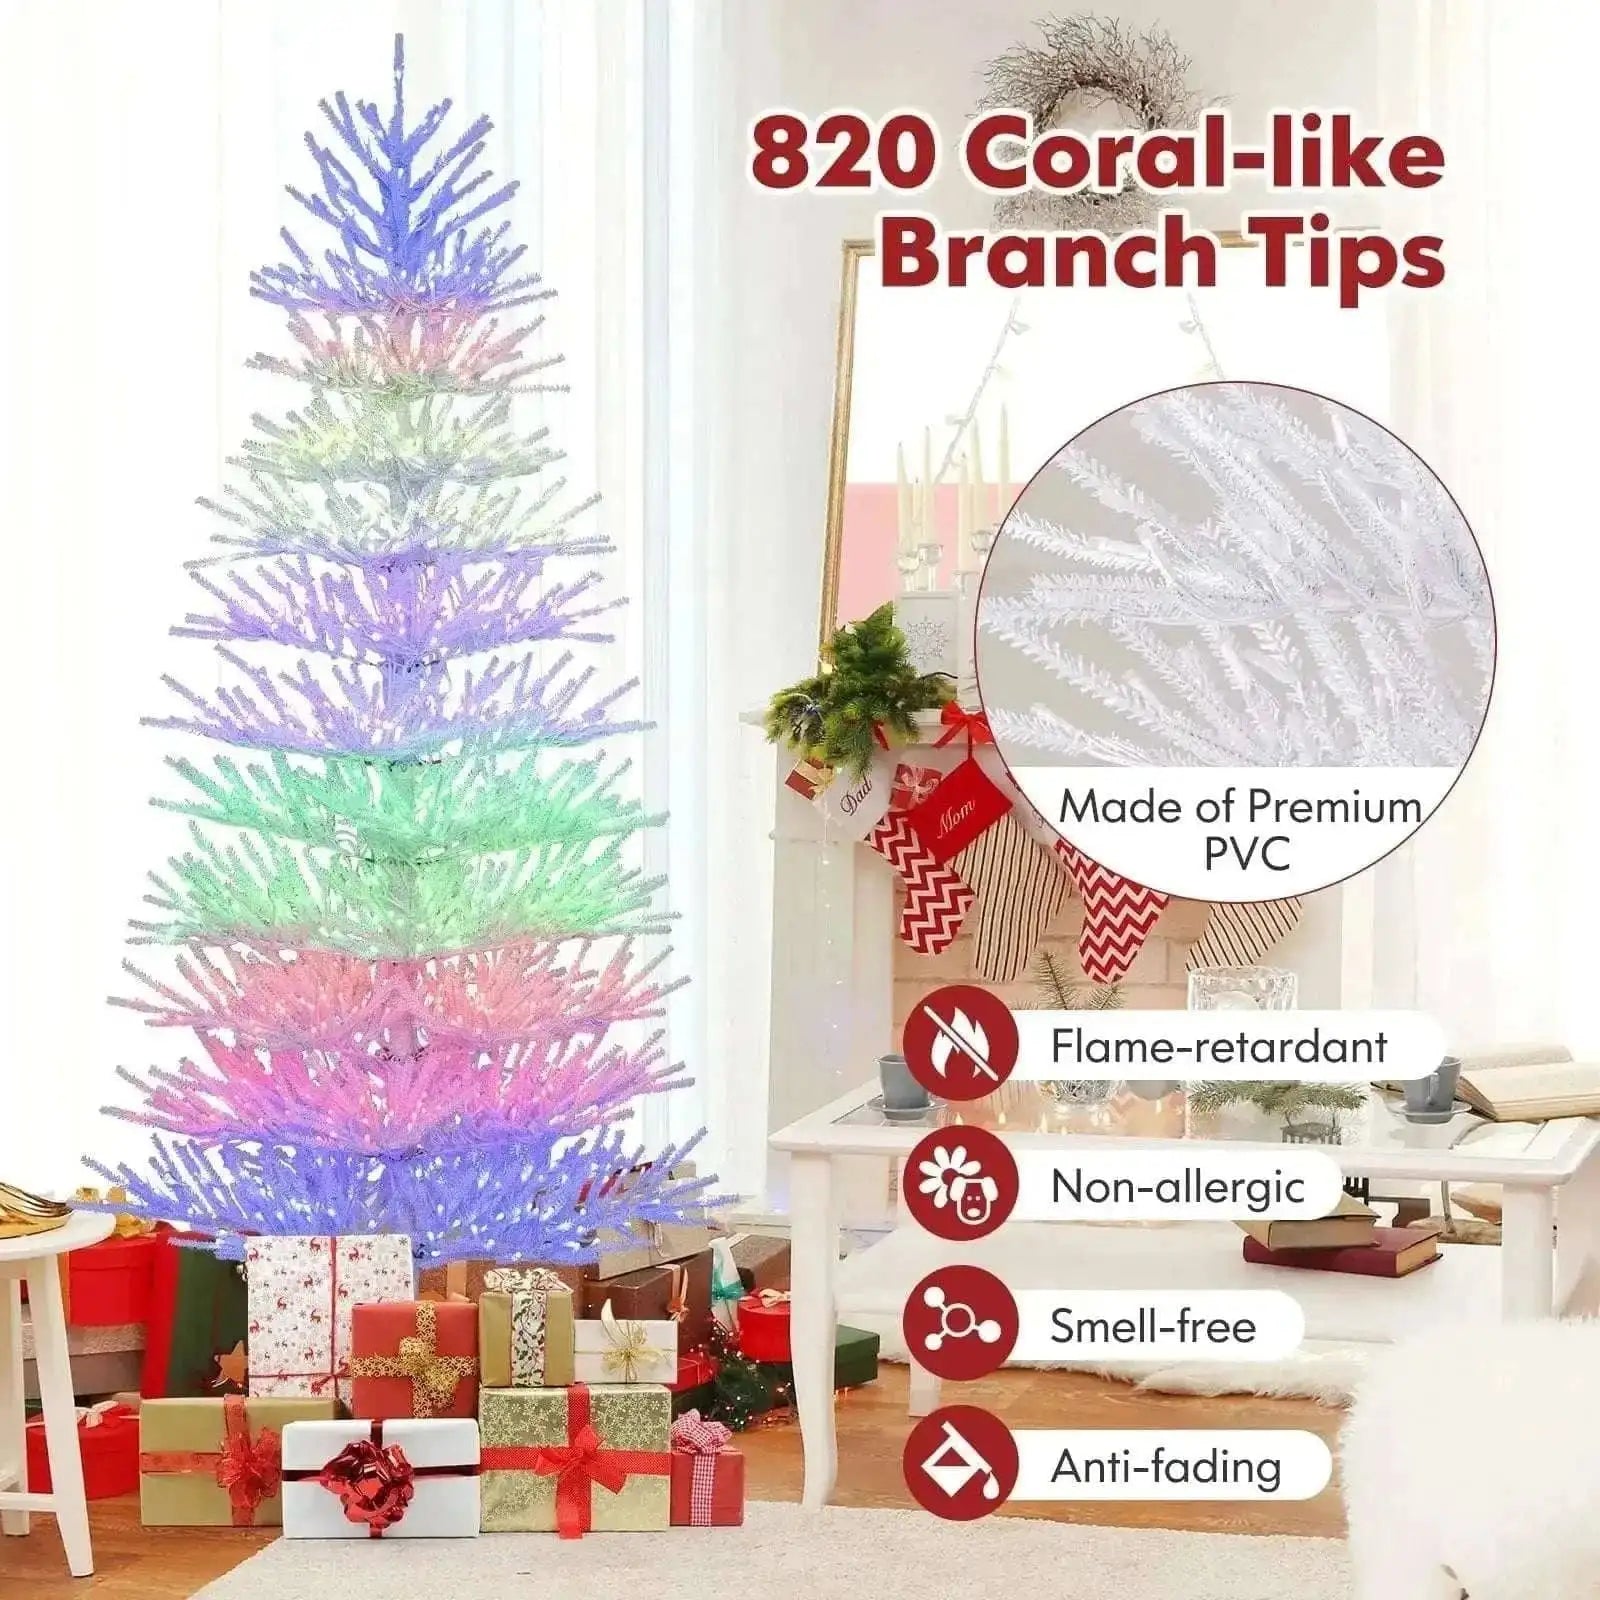 820 Coral-like
Branch Tips
Made of Premium
PVC
Dad
Mom
Flame-retardant
Non-allergic
Smell-free
Anti-fading